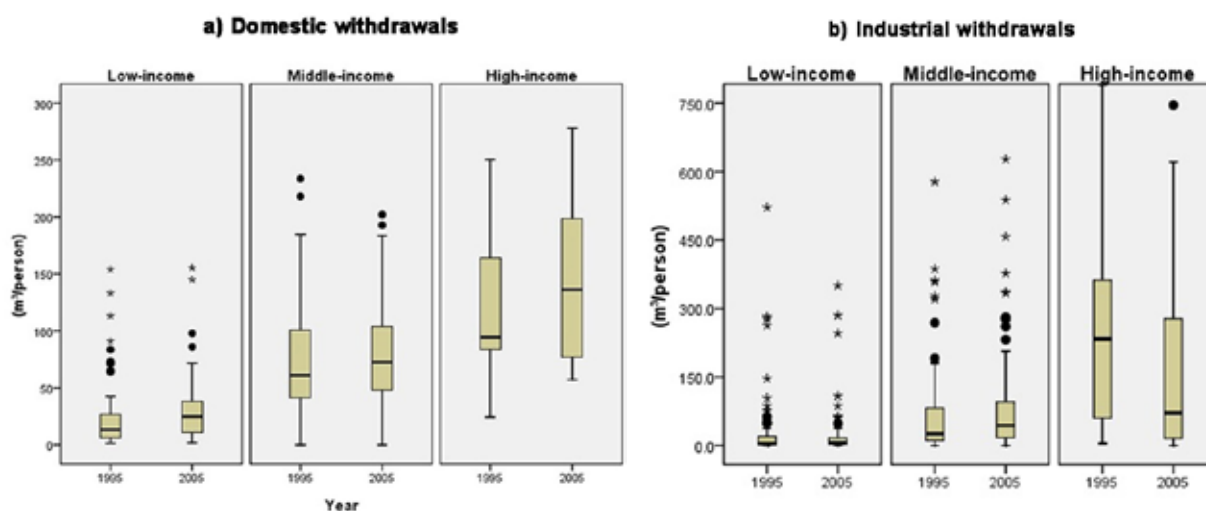 a) Domestic withdrawals
Low-income Middle-income High-income
300
250
200
150
100
50
0
(m³/person)
1995 2005 1995 2005 1995 2005
Year
b) Industrial withdrawals
Low-income Middle-income High-income
750.0
600.0
450.0
300.0
150.0
0.0
(m³/person)
1995 2005 1995 2005 1995 2005